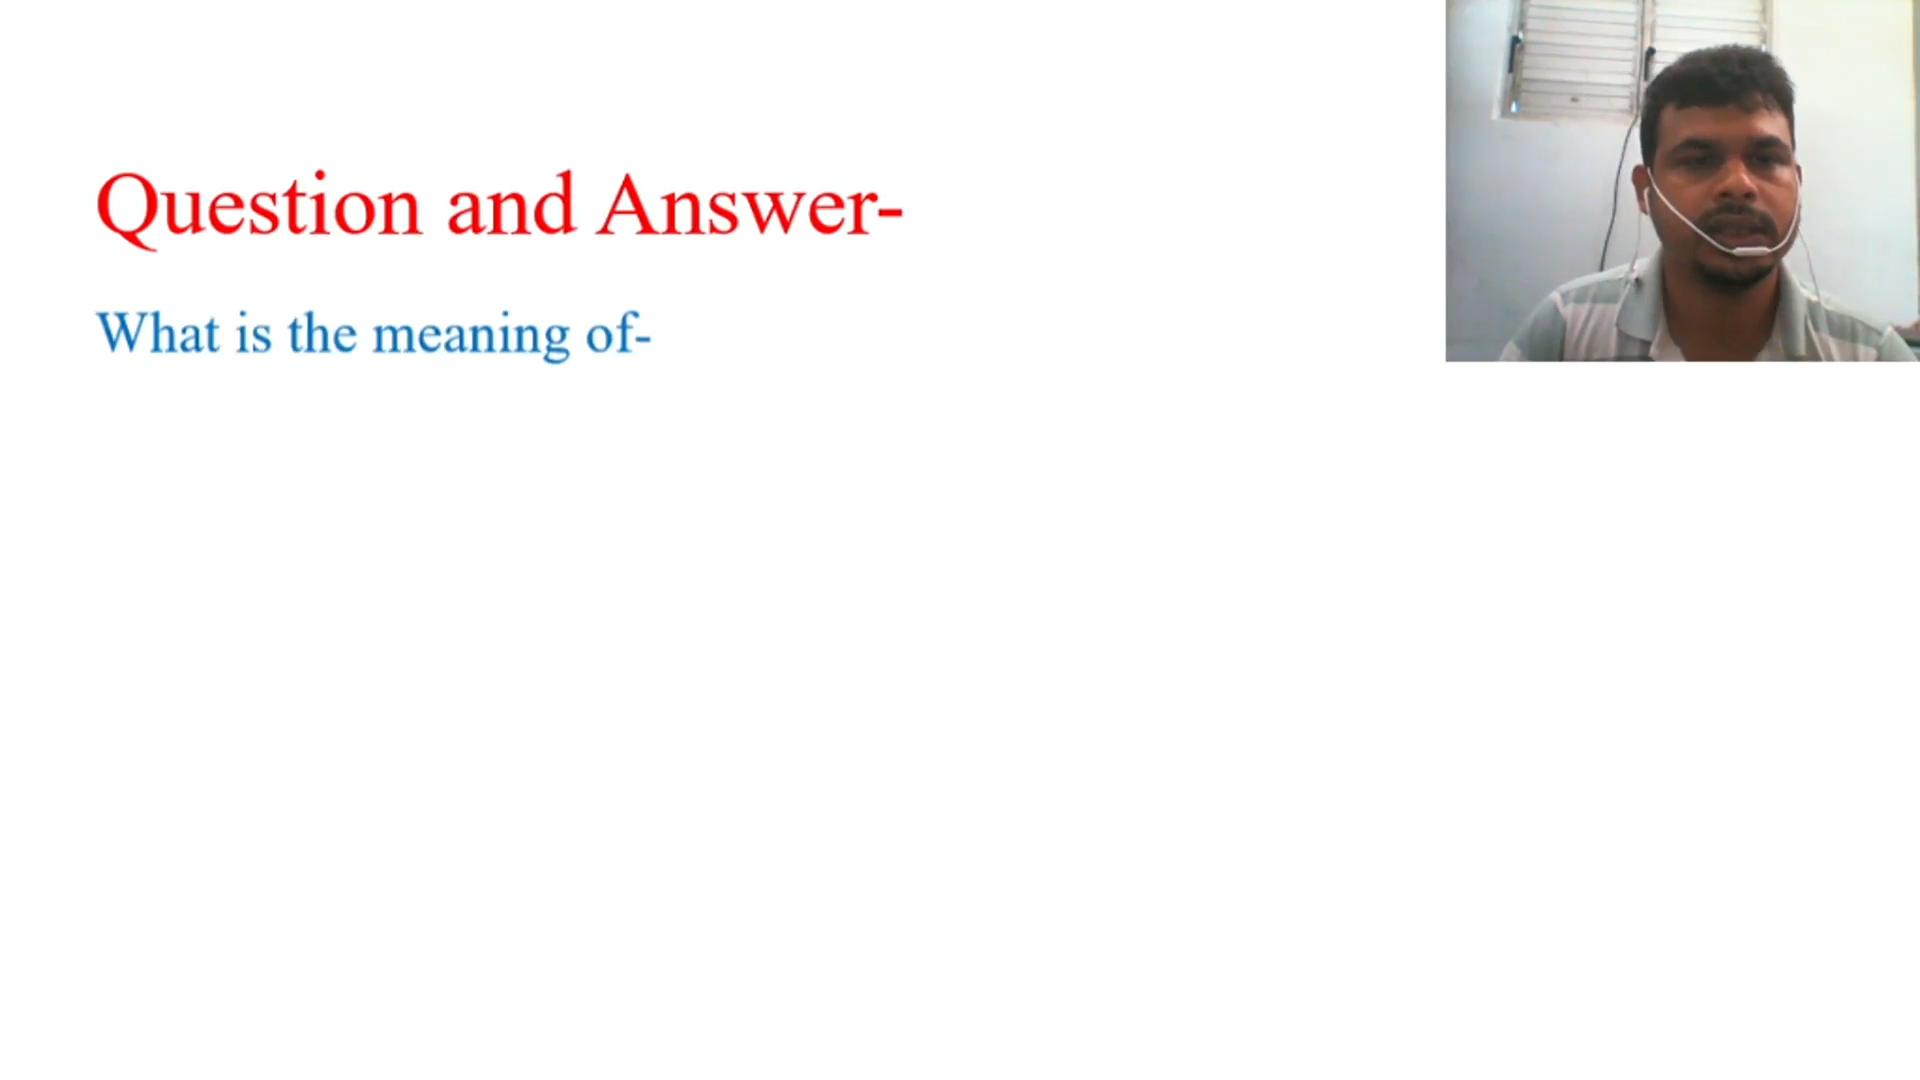 Question and Answer-
What is the meaning of-